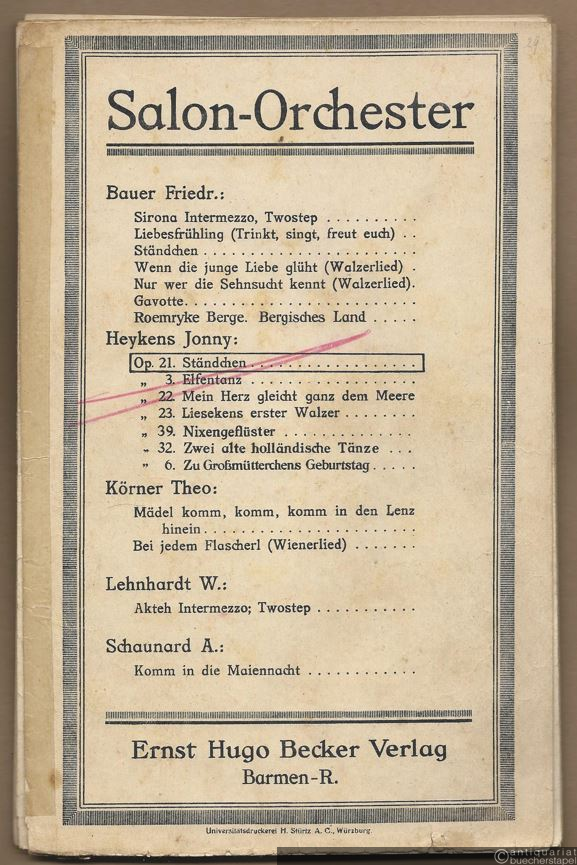 29
Salon-Orchester
Bauer Friedr.:
Sirona Intermezzo, Twostep . . . . . . . . . .
Liebesfrühling (Trinkt, singt, freut euch) . .
Ständchen . . . . . . . . . . . . . . . . . . . . . . .
Wenn die junge Liebe glüht (Walzerlied) .
Nur wer die Sehnsucht kennt (Walzerlied).
Gavotte. . . . . . . . . . . . . . . . . . . . . . . . .
Roemryke Berge. Bergisches Land . . . . .
Heykens Jonny:
Op. 21. Ständchen . . . . . . . . . . . . . . . . . .
„ 3. Elfentanz . . . . . . . . . . . . . . . . . .
„ 22. Mein Herz gleicht ganz dem Meere
„ 23. Liesekens erster Walzer . . . . . . . .
„ 39. Nixengeflüster . . . . . . . . . . . . . .
„ 32. Zwei alte holländische Tänze . . .
„ 6. Zu Großmütterchens Geburtstag . . . . .
Körner Theo:
Mädel komm, komm, komm in den Lenz
hinein . . . . . . . . . . . . . . . . . . . . . . .
Bei jedem Flascherl (Wienerlied) . . . . . . .
Lehnhardt W.:
Akteh Intermezzo; Twostep . . . . . . . . . . .
Schaunard A.:
Komm in die Maiennacht . . . . . . . . . . . .
Ernst Hugo Becker Verlag
Barmen-R.
Universitätsdruckerei H. Stürtz A. G., Würzburg.
©antiquariat
buecherstapel